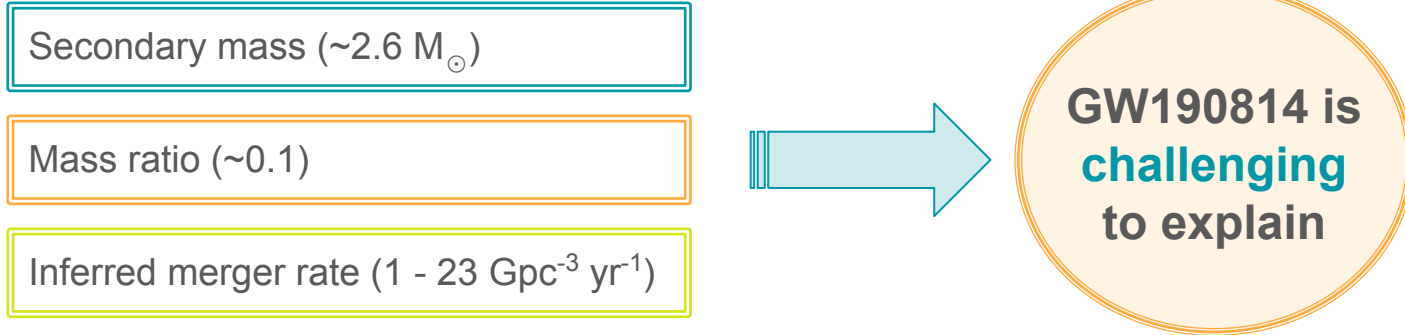 Secondary mass (~2.6 M☉)
Mass ratio (~0.1)
Inferred merger rate (1 - 23 Gpc⁻³ yr⁻¹)
GW190814 is
challenging
to explain